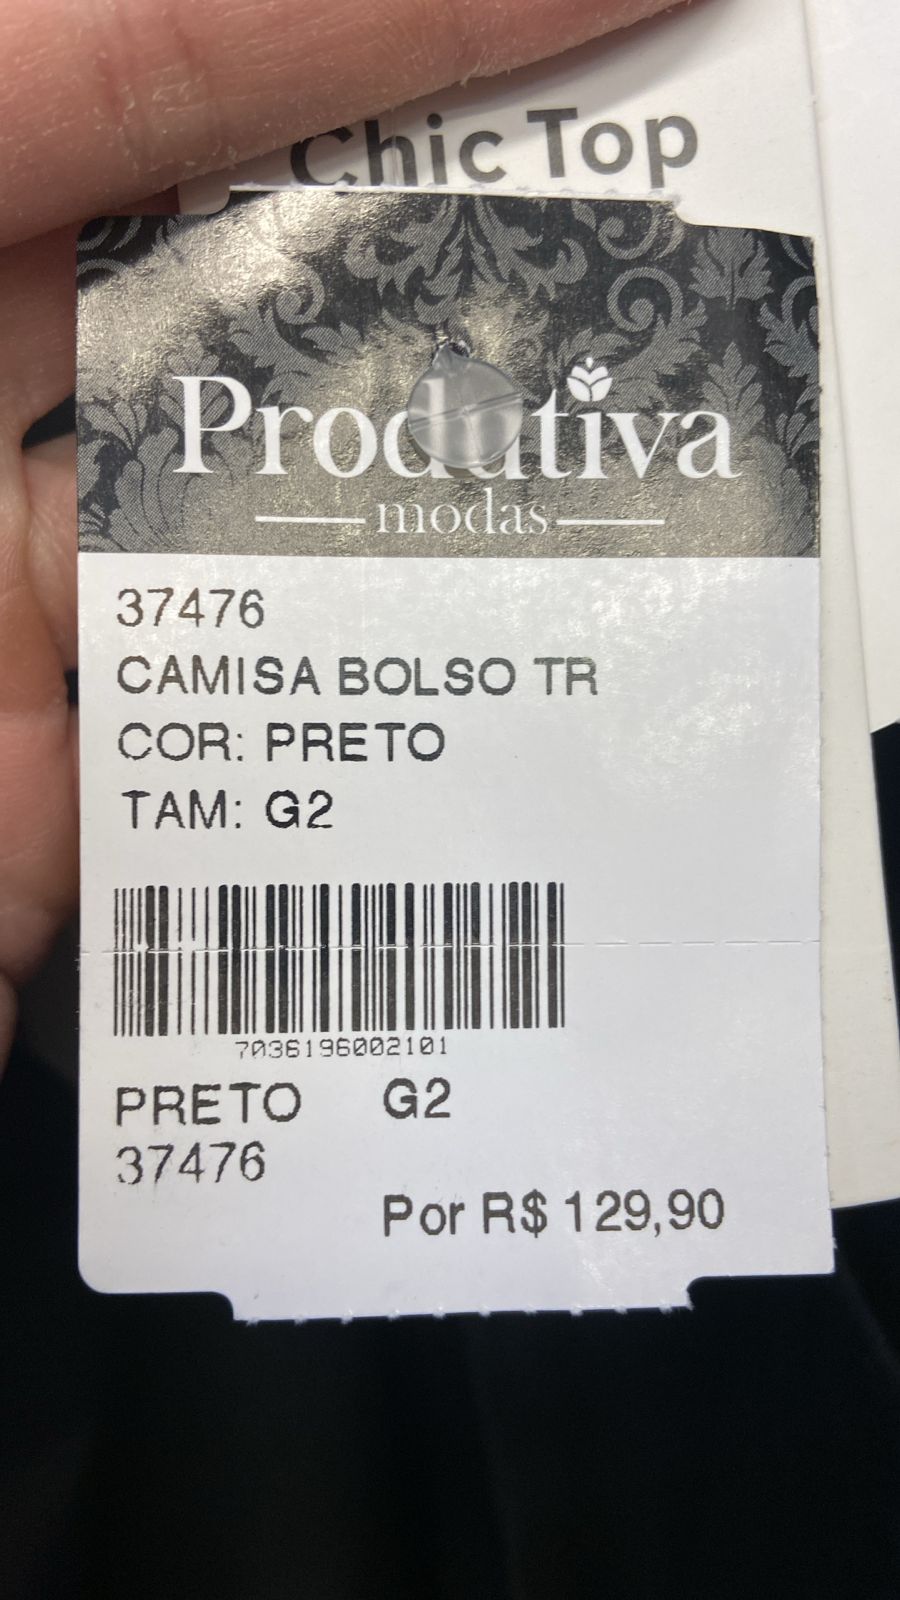 Chic Top
Produtiva
modas
37476
CAMISA BOLSO TR
COR: PRETO
TAM: G2
7036196002101
PRETO G2
37476
Por R$ 129,90